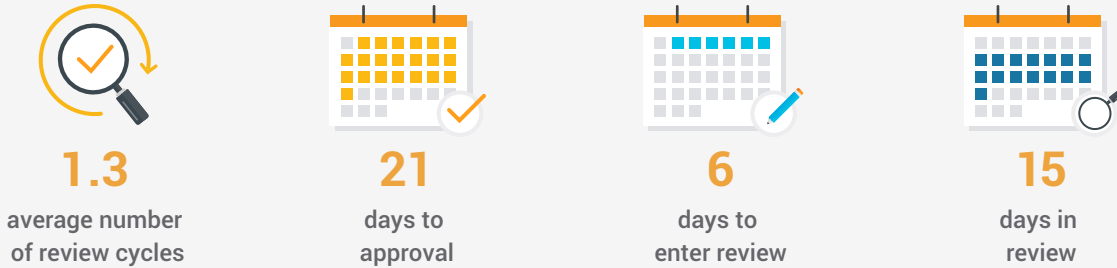 1.3
average number
of review cycles
21
days to
approval
6
days to
enter review
15
days in
review